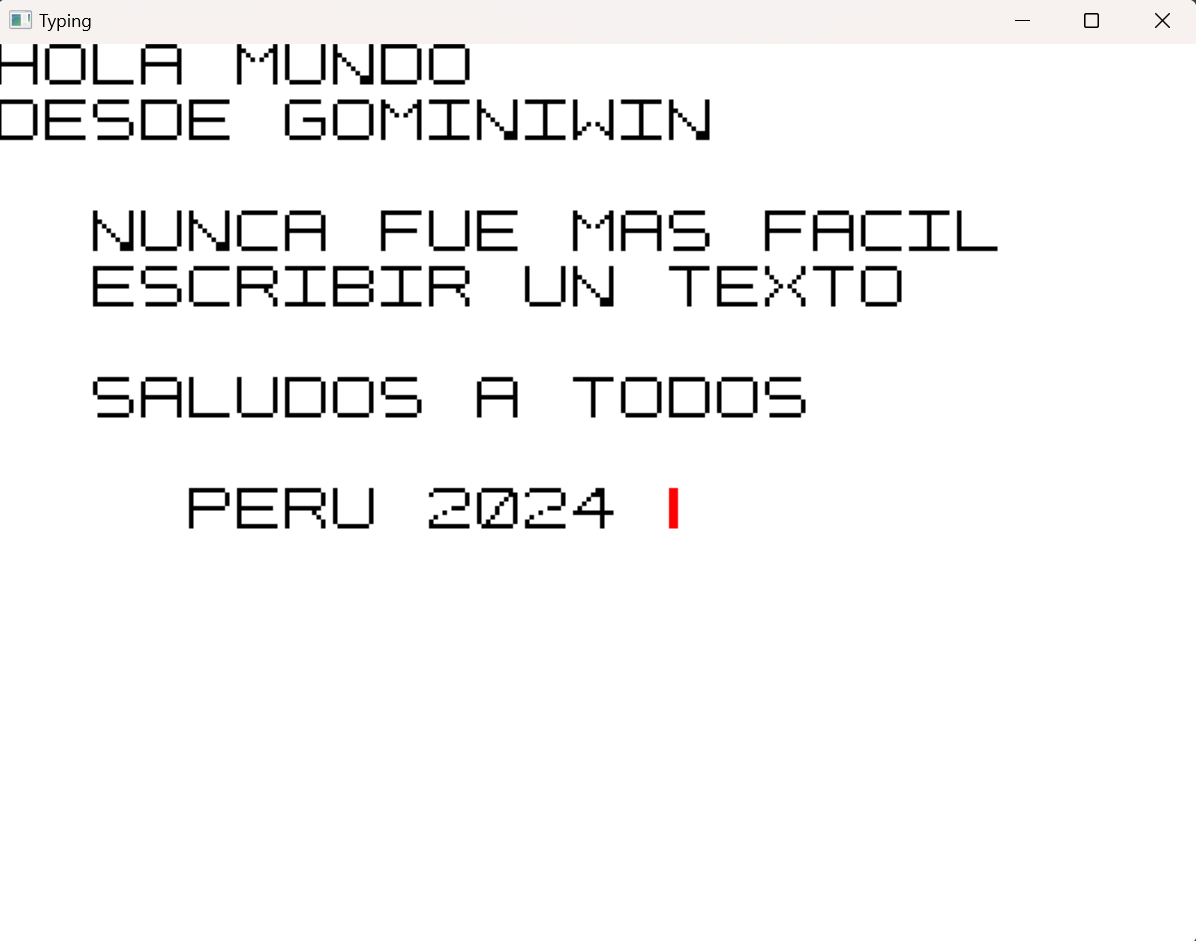 Typing
HOLA MUNDO
DESDE GOMINIWIN
NUNCA FUE MAS FACIL
ESCRIBIR UN TEXTO
SALUDOS A TODOS
PERU 2024